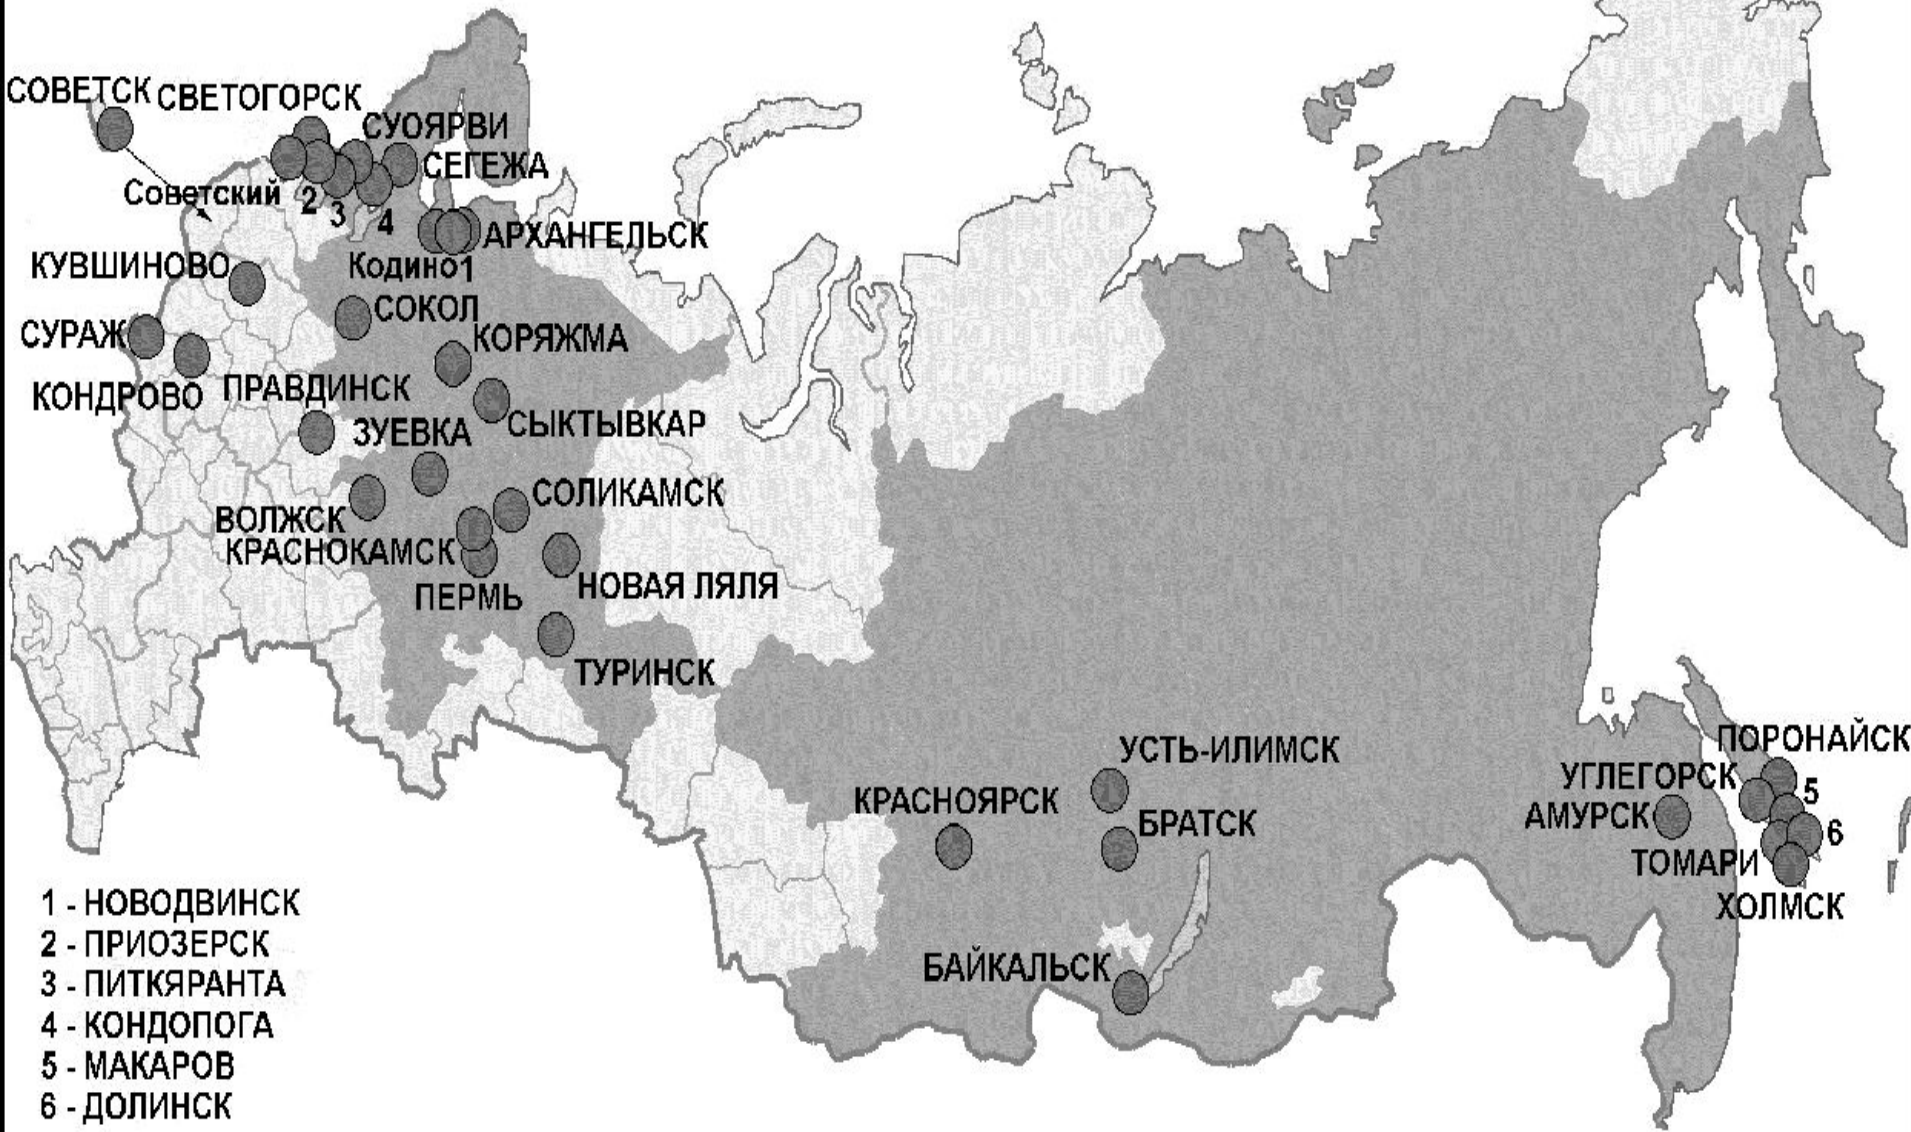 СОВЕТСК
СВЕТОГОРСК
СУОЯРВИ
СЕГЕЖА
Советский
2
3
4
АРХАНГЕЛЬСК
КУВШИНОВО
Кодино
1
СОКОЛ
СУРАЖ
КОРЯЖМА
КОНДРОВО
ПРАВДИНСК
ЗУЕВКА
СЫКТЫВКАР
СОЛИКАМСК
ВОЛЖСК
КРАСНОКАМСК
ПЕРМЬ
НОВАЯ ЛЯЛЯ
ТУРИНСК
УСТЬ-ИЛИМСК
КРАСНОЯРСК
БРАТСК
БАЙКАЛЬСК
ПОРОНАЙСК
УГЛЕГОРСК
5
АМУРСК
6
ТОМАРИ
ХОЛМСК
1 - НОВОДВИНСК
2 - ПРИОЗЕРСК
3 - ПИТКЯРАНТА
4 - КОНДОПОГА
5 - МАКАРОВ
6 - ДОЛИНСК